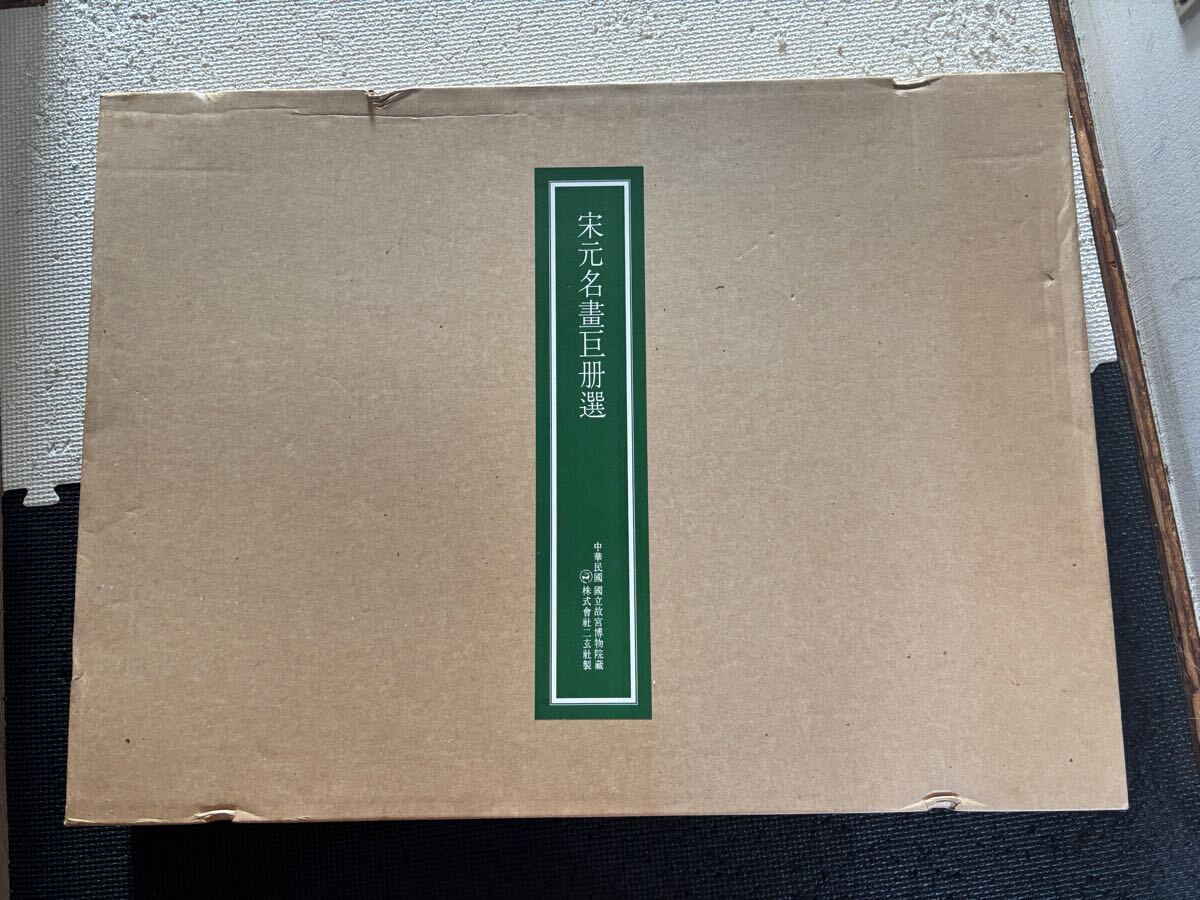 宋元名畫巨册選
中華民國 國立故宮博物院藏
株式會社二玄社製